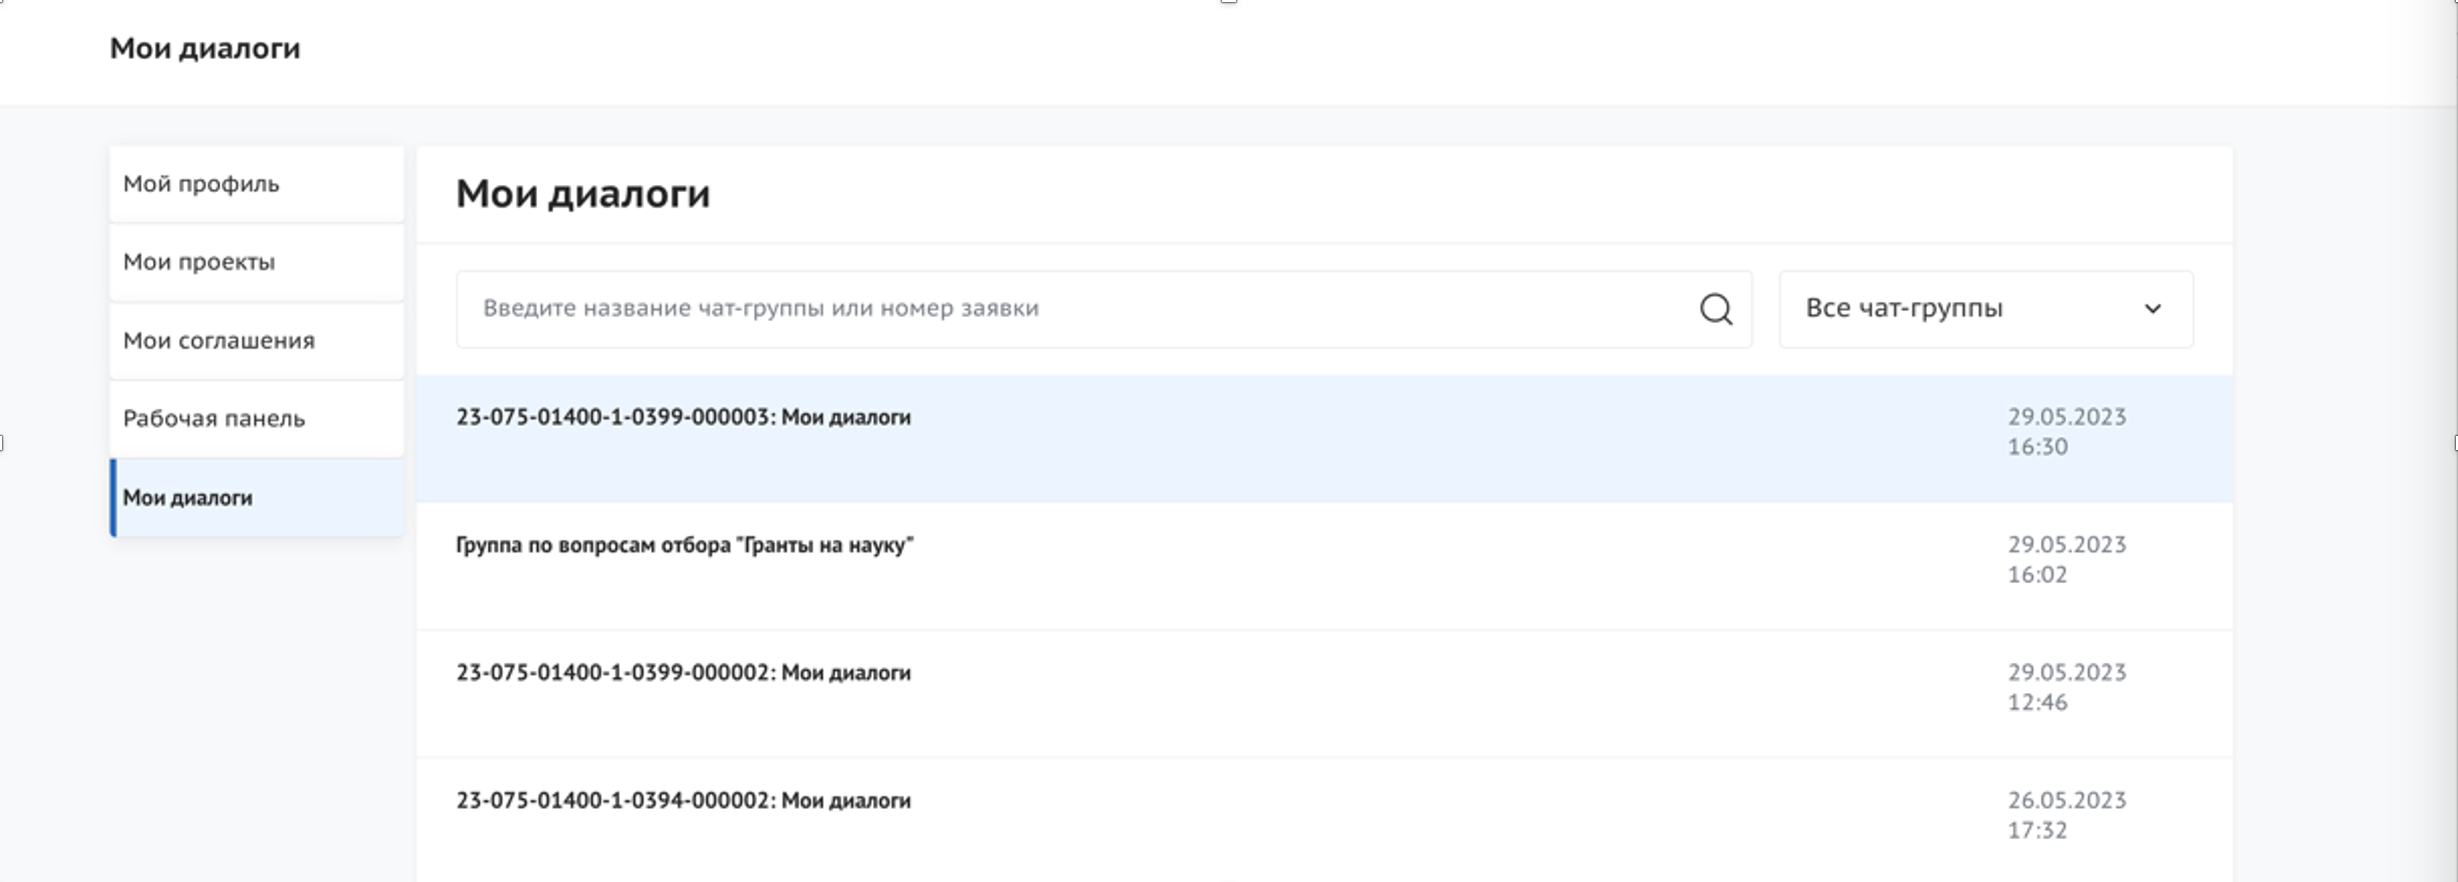 Мои диалоги
Мой профиль
Мои проекты
Мои соглашения
Рабочая панель
Мои диалоги
Мои диалоги
Введите название чат-группы или номер заявки
Все чат-группы
23-075-01400-1-0399-000003: Мои диалоги
29.05.2023
16:30
Группа по вопросам отбора "Гранты на науку"
29.05.2023
16:02
23-075-01400-1-0399-000002: Мои диалоги
29.05.2023
12:46
23-075-01400-1-0394-000002: Мои диалоги
26.05.2023
17:32